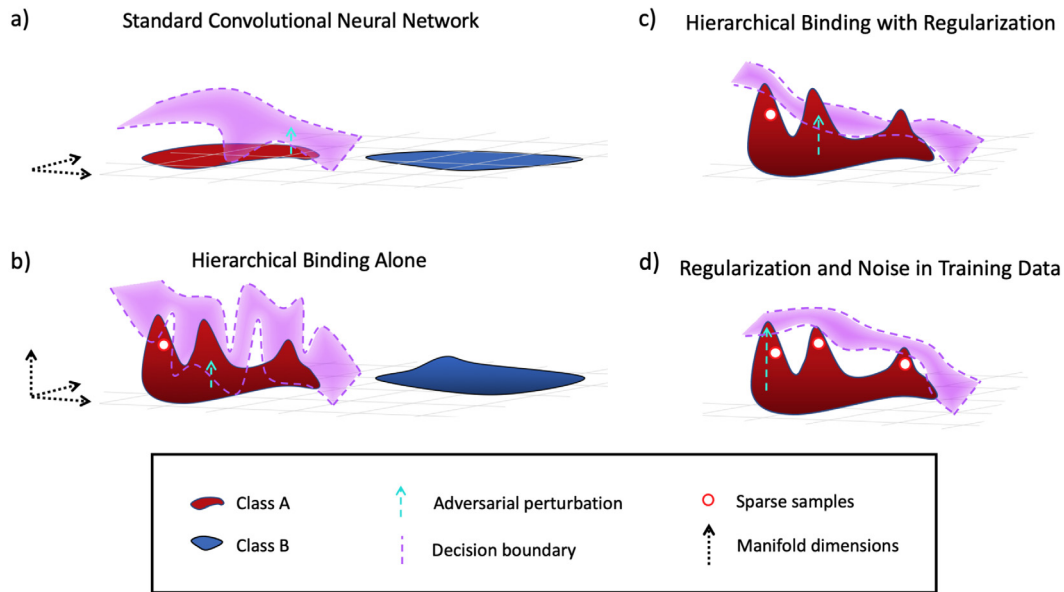 a)
Standard Convolutional Neural Network
c)
Hierarchical Binding with Regularization
b)
Hierarchical Binding Alone
d)
Regularization and Noise in Training Data
Class A
Adversarial perturbation
Sparse samples
Class B
Decision boundary
Manifold dimensions